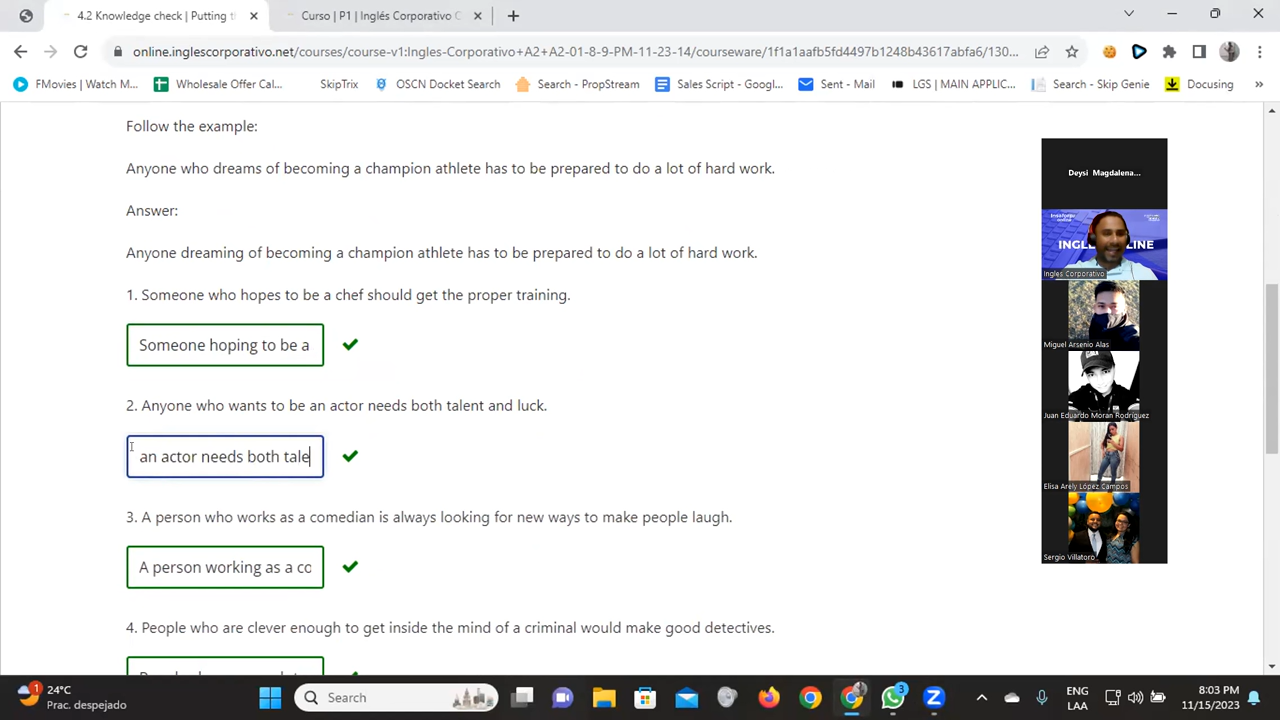 4.2 Knowledge check | Putting t
Curso | P1 | Inglés Corporativo C
online.inglescorporativo.net/courses/course-v1:Ingles-Corporativo+A2+A2-01-8-9-PM-11-23-14/courseware/1f1a1aafb5fd4497b1248b43617abfa6/130...
FMovies | Watch M...
Wholesale Offer Cal...
SkipTrix
OSCN Docket Search
Search - PropStream
Sales Script - Googl...
Sent - Mail
LGS | MAIN APPLIC...
Search - Skip Genie
Docusing
»
Follow the example:
Anyone who dreams of becoming a champion athlete has to be prepared to do a lot of hard work.
Answer:
Anyone dreaming of becoming a champion athlete has to be prepared to do a lot of hard work.
1. Someone who hopes to be a chef should get the proper training.
Someone hoping to be a
2. Anyone who wants to be an actor needs both talent and luck.
an actor needs both tale
3. A person who works as a comedian is always looking for new ways to make people laugh.
A person working as a co
4. People who are clever enough to get inside the mind of a criminal would make good detectives.
Deysi Magdalena...
Ingles Corporativo
Miguel Arsenio Alas
Juan Eduardo Moran Rodriguez
Elisa Arely López Campos
Sergio Villatoro
1
24°C
Prac. despejado
Search
3
ENG
LAA
8:03 PM
11/15/2023